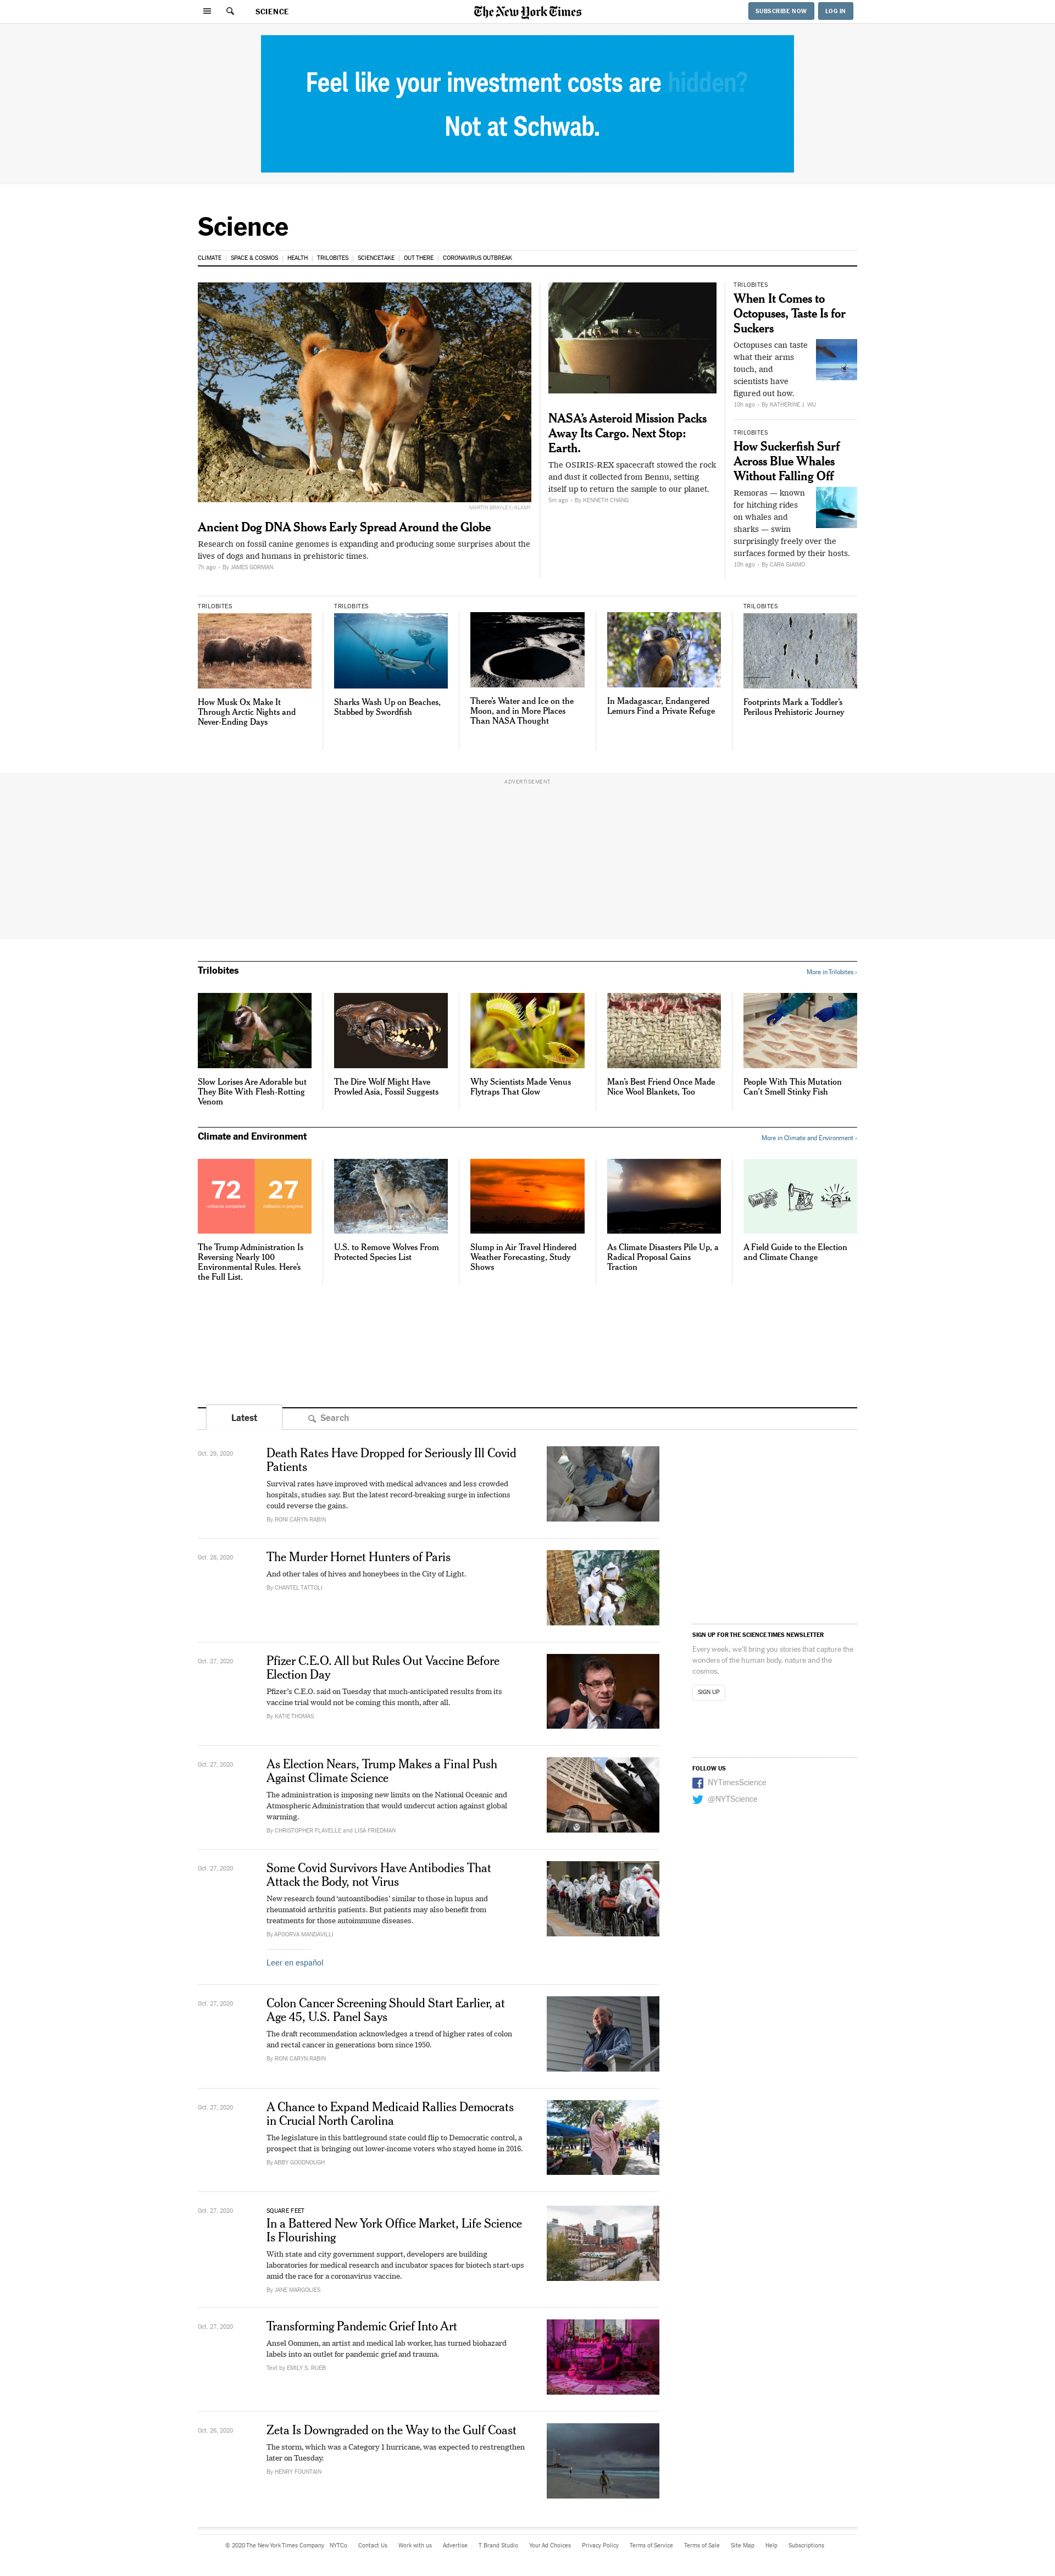 SCIENCE
The New York Times
SUBSCRIBE NOW
LOG IN
Feel like your investment costs are hidden?
Not at Schwab.
Science
CLIMATE
SPACE & COSMOS
HEALTH
TRILOBITES
SCIENCETAKE
OUT THERE
CORONAVIRUS OUTBREAK
MARTIN BRAYLEY/ALAMY
Ancient Dog DNA Shows Early Spread Around the Globe
Research on fossil canine genomes is expanding and producing some surprises about the
lives of dogs and humans in prehistoric times.
7h ago - By JAMES GORMAN
NASA's Asteroid Mission Packs
Away Its Cargo. Next Stop:
Earth.
The OSIRIS-REX spacecraft stowed the rock
and dust it collected from Bennu, setting
itself up to return the sample to our planet.
5m ago - By KENNETH CHANG
TRILOBITES
When It Comes to
Octopuses, Taste Is for
Suckers
Octopuses can taste
what their arms
touch, and
scientists have
figured out how.
10h ago - By KATHERINE J. WU
TRILOBITES
How Suckerfish Surf
Across Blue Whales
Without Falling Off
Remoras — known
for hitching rides
on whales and
sharks — swim
surprisingly freely over the
surfaces formed by their hosts.
10h ago - By CARA GIAIMO
TRILOBITES
How Musk Ox Make It
Through Arctic Nights and
Never-Ending Days
TRILOBITES
Sharks Wash Up on Beaches,
Stabbed by Swordfish
There's Water and Ice on the
Moon, and in More Places
Than NASA Thought
In Madagascar, Endangered
Lemurs Find a Private Refuge
TRILOBITES
Footprints Mark a Toddler's
Perilous Prehistoric Journey
ADVERTISEMENT
Trilobites
More in Trilobites ›
Slow Lorises Are Adorable but
They Bite With Flesh-Rotting
Venom
The Dire Wolf Might Have
Prowled Asia, Fossil Suggests
Why Scientists Made Venus
Flytraps That Glow
Man's Best Friend Once Made
Nice Wool Blankets, Too
People With This Mutation
Can't Smell Stinky Fish
Climate and Environment
More in Climate and Environment ›
72
rollbacks completed
27
rollbacks in progress
The Trump Administration Is
Reversing Nearly 100
Environmental Rules. Here's
the Full List.
U.S. to Remove Wolves From
Protected Species List
Slump in Air Travel Hindered
Weather Forecasting, Study
Shows
As Climate Disasters Pile Up, a
Radical Proposal Gains
Traction
A Field Guide to the Election
and Climate Change
Latest
Search
Oct. 29, 2020
Death Rates Have Dropped for Seriously Ill Covid
Patients
Survival rates have improved with medical advances and less crowded
hospitals, studies say. But the latest record-breaking surge in infections
could reverse the gains.
By RONI CARYN RABIN
Oct. 28, 2020
The Murder Hornet Hunters of Paris
And other tales of hives and honeybees in the City of Light.
By CHANTEL TATTOLI
Oct. 27, 2020
Pfizer C.E.O. All but Rules Out Vaccine Before
Election Day
Pfizer's C.E.O. said on Tuesday that much-anticipated results from its
vaccine trial would not be coming this month, after all.
By KATIE THOMAS
Oct. 27, 2020
As Election Nears, Trump Makes a Final Push
Against Climate Science
The administration is imposing new limits on the National Oceanic and
Atmospheric Administration that would undercut action against global
warming.
By CHRISTOPHER FLAVELLE and LISA FRIEDMAN
Oct. 27, 2020
Some Covid Survivors Have Antibodies That
Attack the Body, not Virus
New research found 'autoantibodies' similar to those in lupus and
rheumatoid arthritis patients. But patients may also benefit from
treatments for those autoimmune diseases.
By APOORVA MANDAVILLI
Leer en español
Oct. 27, 2020
Colon Cancer Screening Should Start Earlier, at
Age 45, U.S. Panel Says
The draft recommendation acknowledges a trend of higher rates of colon
and rectal cancer in generations born since 1950.
By RONI CARYN RABIN
Oct. 27, 2020
A Chance to Expand Medicaid Rallies Democrats
in Crucial North Carolina
The legislature in this battleground state could flip to Democratic control, a
prospect that is bringing out lower-income voters who stayed home in 2016.
By ABBY GOODNOUGH
Oct. 27, 2020
SQUARE FEET
In a Battered New York Office Market, Life Science
Is Flourishing
With state and city government support, developers are building
laboratories for medical research and incubator spaces for biotech start-ups
amid the race for a coronavirus vaccine.
By JANE MARGOLIES
Oct. 27, 2020
Transforming Pandemic Grief Into Art
Ansel Oommen, an artist and medical lab worker, has turned biohazard
labels into an outlet for pandemic grief and trauma.
Text by EMILY S. RUEB
Oct. 26, 2020
Zeta Is Downgraded on the Way to the Gulf Coast
The storm, which was a Category 1 hurricane, was expected to restrengthen
later on Tuesday.
By HENRY FOUNTAIN
SIGN UP FOR THE SCIENCE TIMES NEWSLETTER
Every week, we'll bring you stories that capture the
wonders of the human body, nature and the
cosmos.
SIGN UP
FOLLOW US
NYTimesScience
@NYTScience
© 2020 The New York Times Company
NYTCo
Contact Us
Work with us
Advertise
T Brand Studio
Your Ad Choices
Privacy Policy
Terms of Service
Terms of Sale
Site Map
Help
Subscriptions